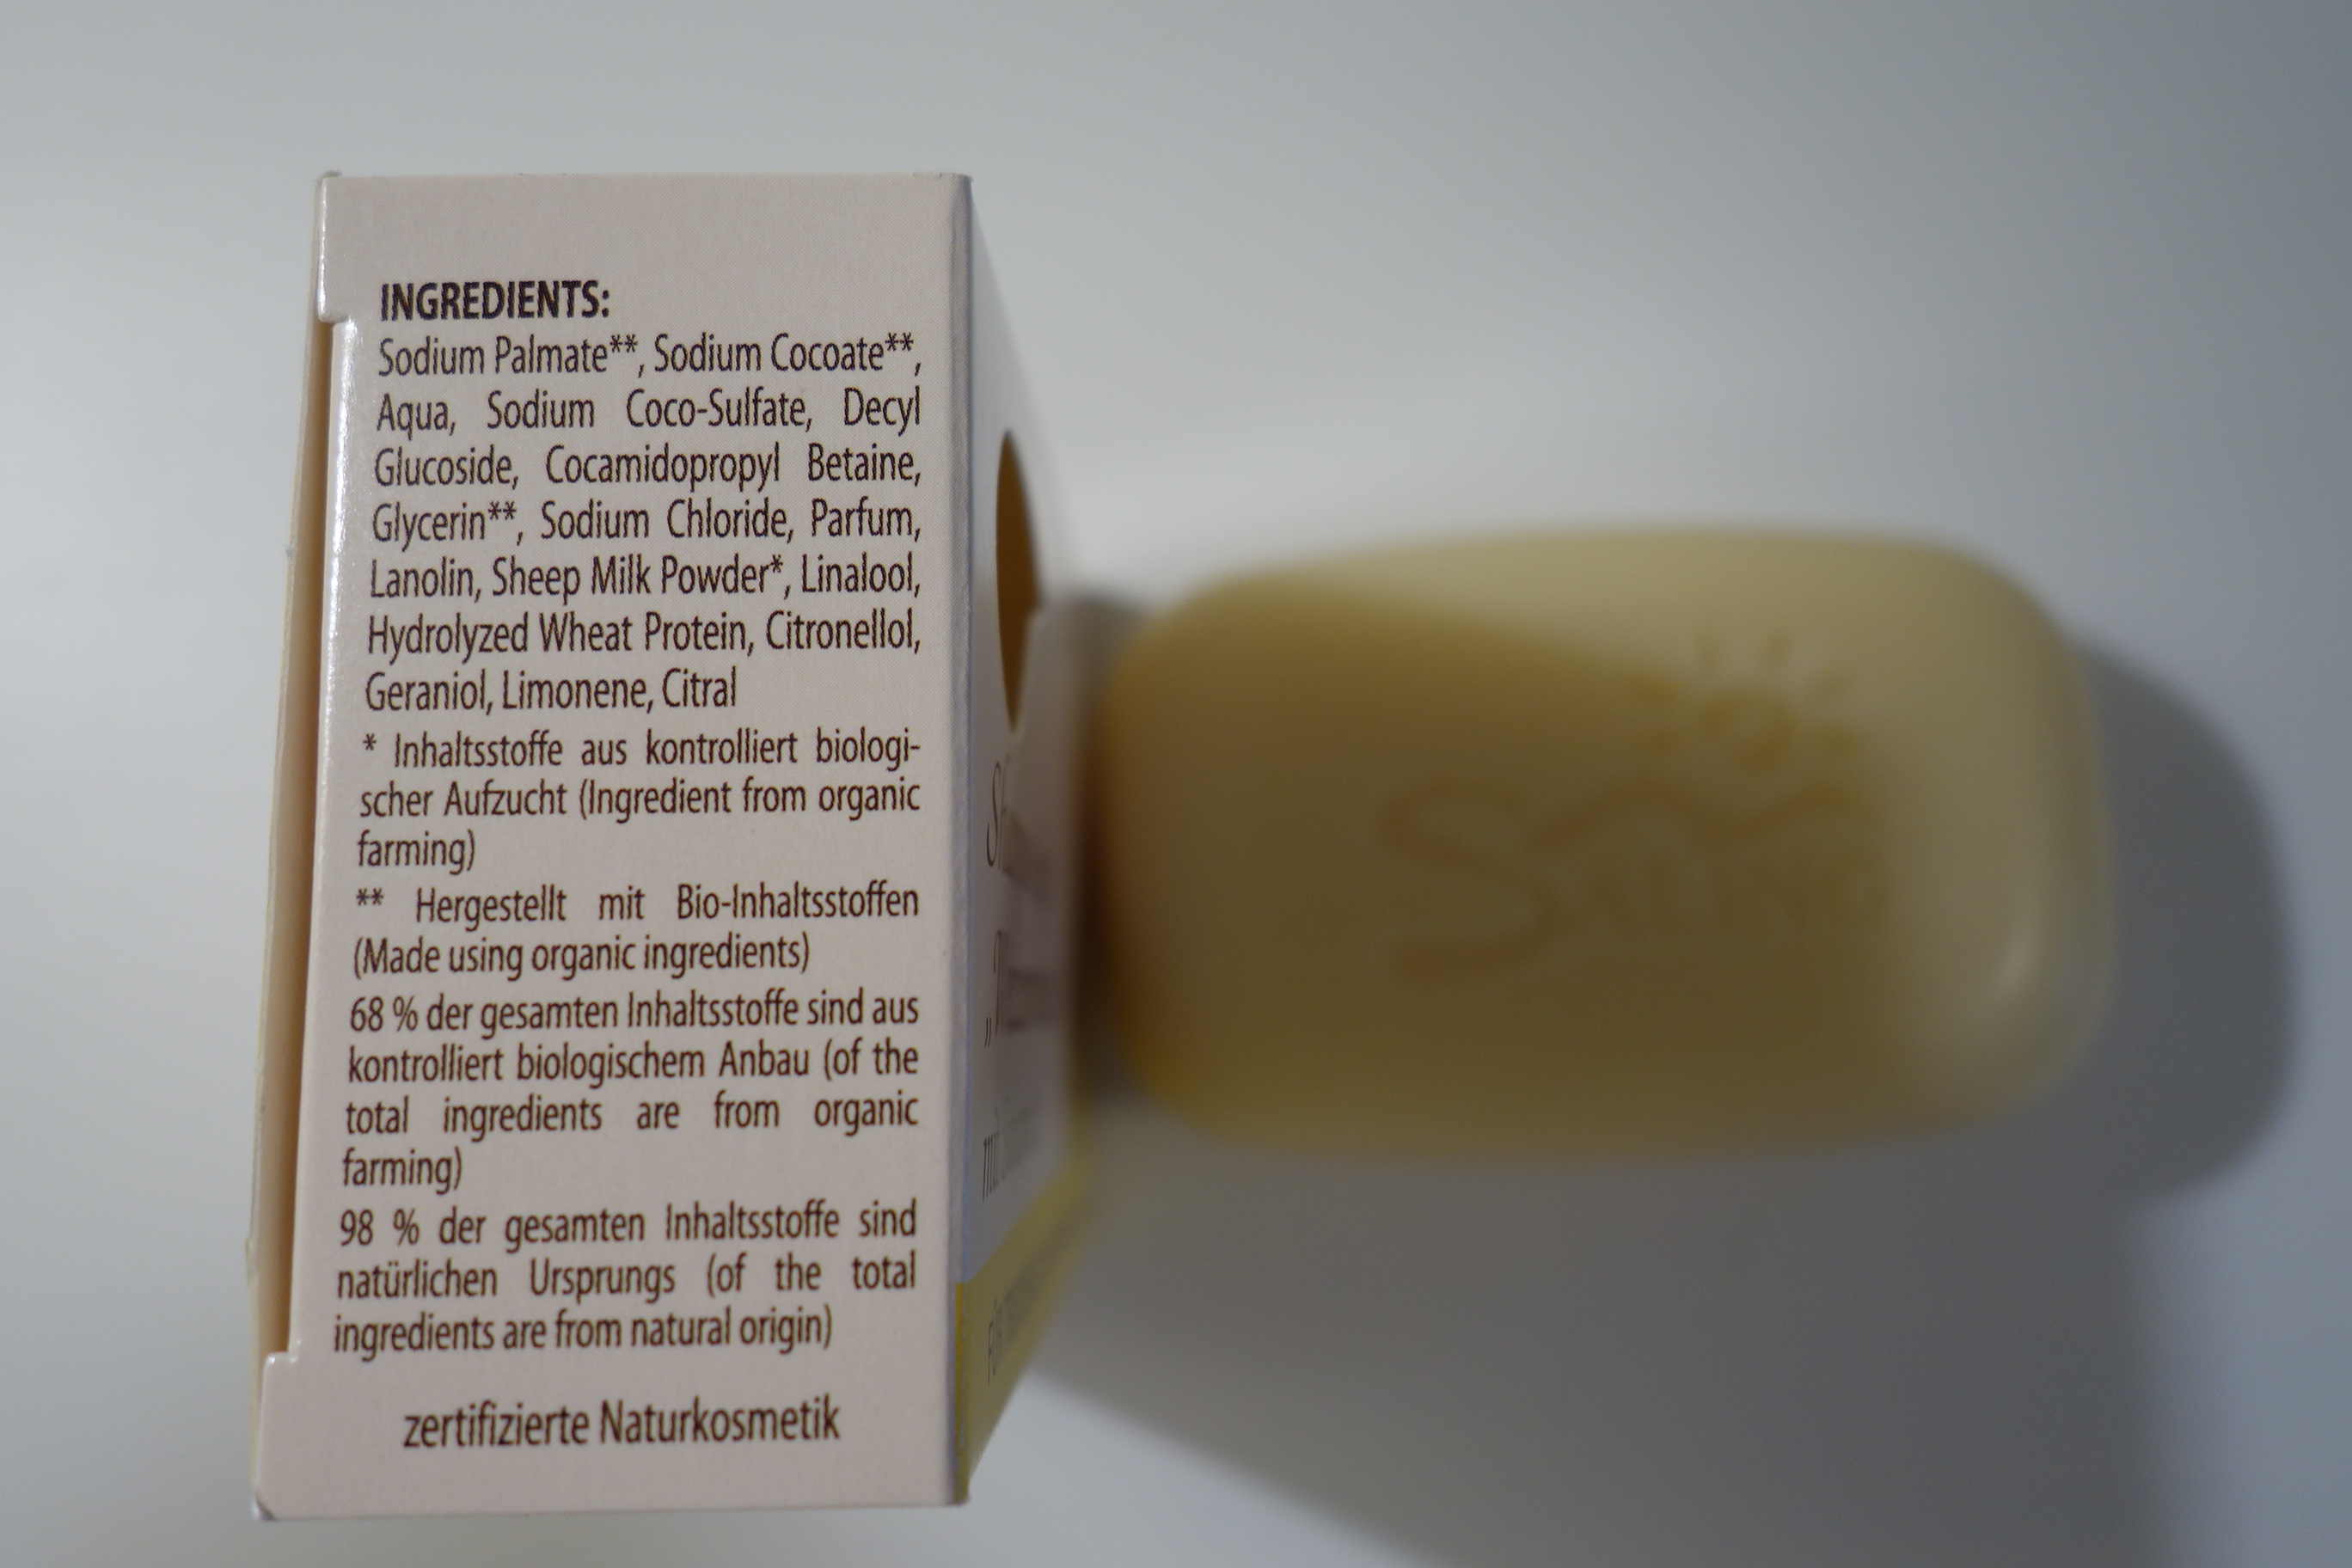 INGREDIENTS:
Sodium Palmate**, Sodium Cocoate**,
Aqua, Sodium Coco-Sulfate, Decyl
Glucoside, Cocamidopropyl Betaine,
Glycerin**, Sodium Chloride, Parfum,
Lanolin, Sheep Milk Powder*, Linalool,
Hydrolyzed Wheat Protein, Citronellol,
Geraniol, Limonene, Citral
* Inhaltsstoffe aus kontrolliert biologi-
scher Aufzucht (Ingredient from organic
farming)
** Hergestellt mit Bio-Inhaltsstoffen
(Made using organic ingredients)
68 % der gesamten Inhaltsstoffe sind aus
kontrolliert biologischem Anbau (of the
total ingredients are from organic
farming)
98 % der gesamten Inhaltsstoffe sind
natürlichen Ursprungs (of the total
ingredients are from natural origin)
zertifizierte Naturkosmetik